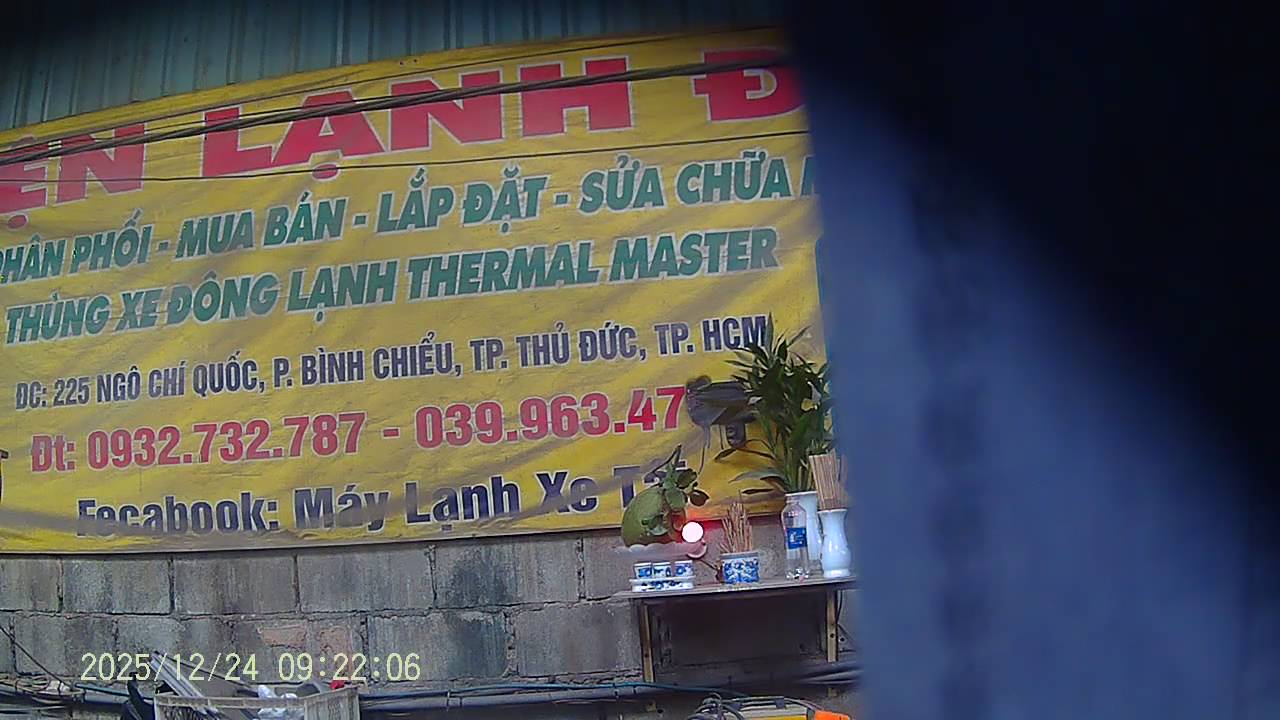 ỆN LẠNH Đ
PHÂN PHỐI - MUA BÁN - LẮP ĐẶT - SỬA CHỮA
THÙNG XE ĐÔNG LẠNH THERMAL MASTER
ĐC: 225 NGÔ CHÍ QUỐC, P. BÌNH CHIỂU, TP. THỦ ĐỨC, TP. HCM
Đt: 0932.732.787 - 039.963.47
Fecabook: Máy Lạnh Xe
2025/12/24 09:22:06